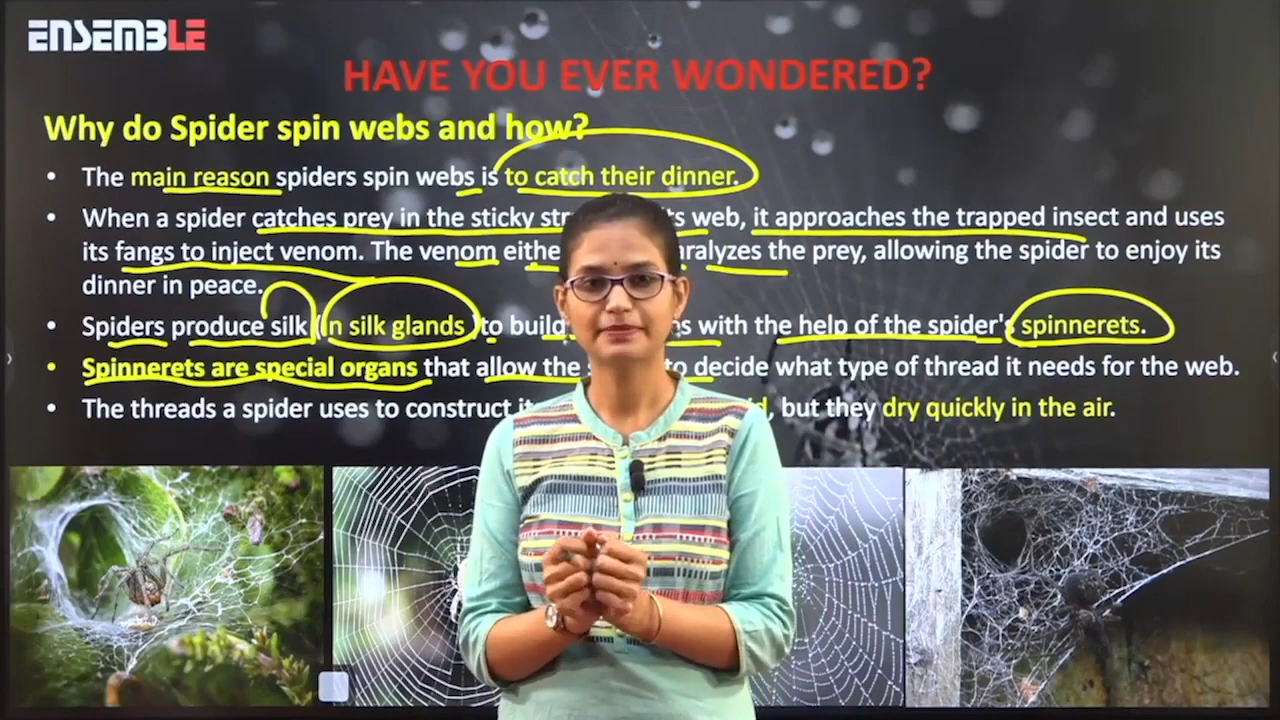 ENSEMBLE
HAVE YOU EVER WONDERED?
Why do Spider spin webs and how?
• The main reason spiders spin webs is to catch their dinner.
• When a spider catches prey in the sticky web, it approaches the trapped insect and uses
its fangs to inject venom. The venom the prey, allowing the spider to enjoy its
dinner in peace.
• Spiders produce silk (in silk glands) to build with the help of the spider's spinnerets.
• Spinnerets are special organs that allow the to decide what type of thread it needs for the web.
• The threads a spider uses to construct but they dry quickly in the air.